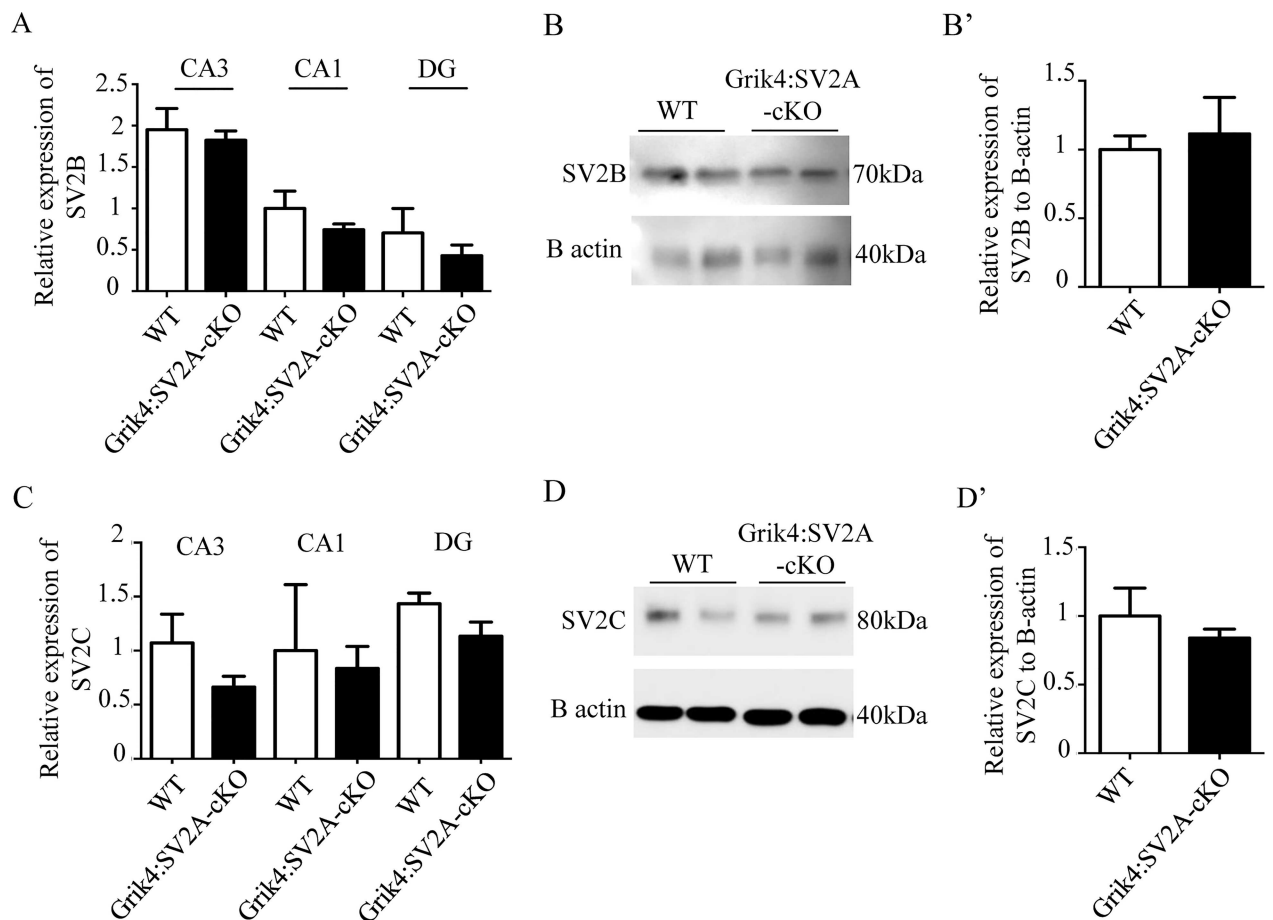 A
Relative expression of
SV2B
2.5
2
1.5
1
0.5
0
CA3
CA1
DG
WT
Grik4:SV2A-cKO
WT
Grik4:SV2A-cKO
WT
Grik4:SV2A-cKO
B
WT
Grik4:SV2A
-cKO
SV2B
70kDa
B actin
40kDa
B’
Relative expression of
SV2B to B-actin
1.5
1
0.5
0
WT
Grik4:SV2A-cKO
C
Relative expression of
SV2C
2
1.5
1
0.5
0
CA3
CA1
DG
WT
Grik4:SV2A-cKO
WT
Grik4:SV2A-cKO
WT
Grik4:SV2A-cKO
D
WT
Grik4:SV2A
-cKO
SV2C
80kDa
B actin
40kDa
D’
Relative expression of
SV2C to B-actin
1.5
1
0.5
0
WT
Grik4:SV2A-cKO